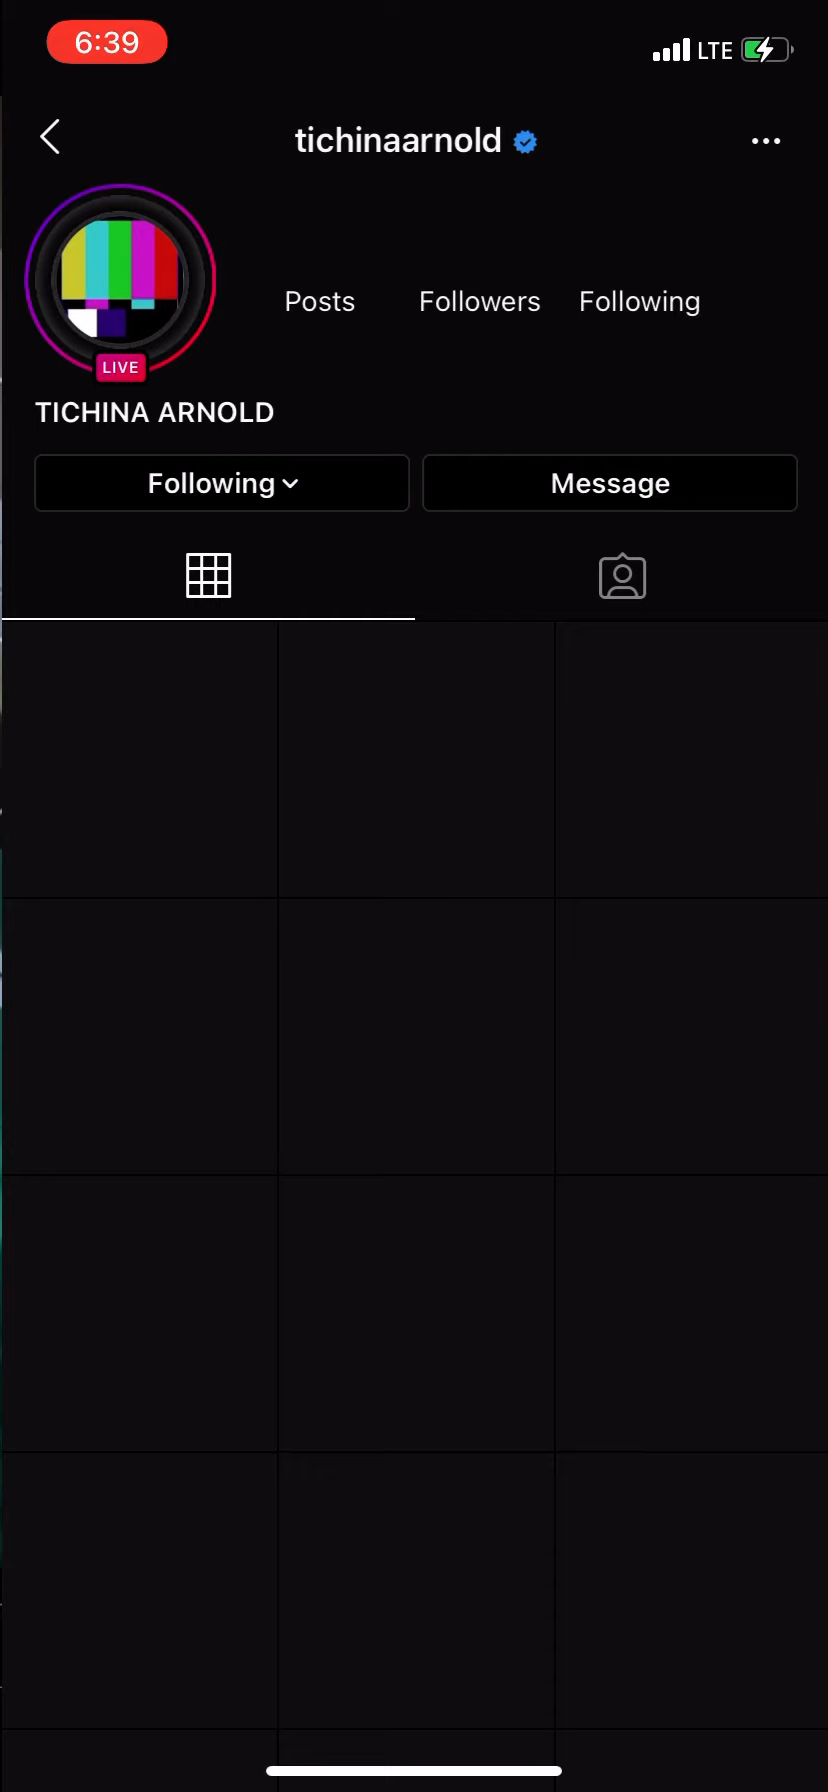 6:39
LTE
tichinaarnold
LIVE
Posts Followers Following
TICHINA ARNOLD
Following
Message